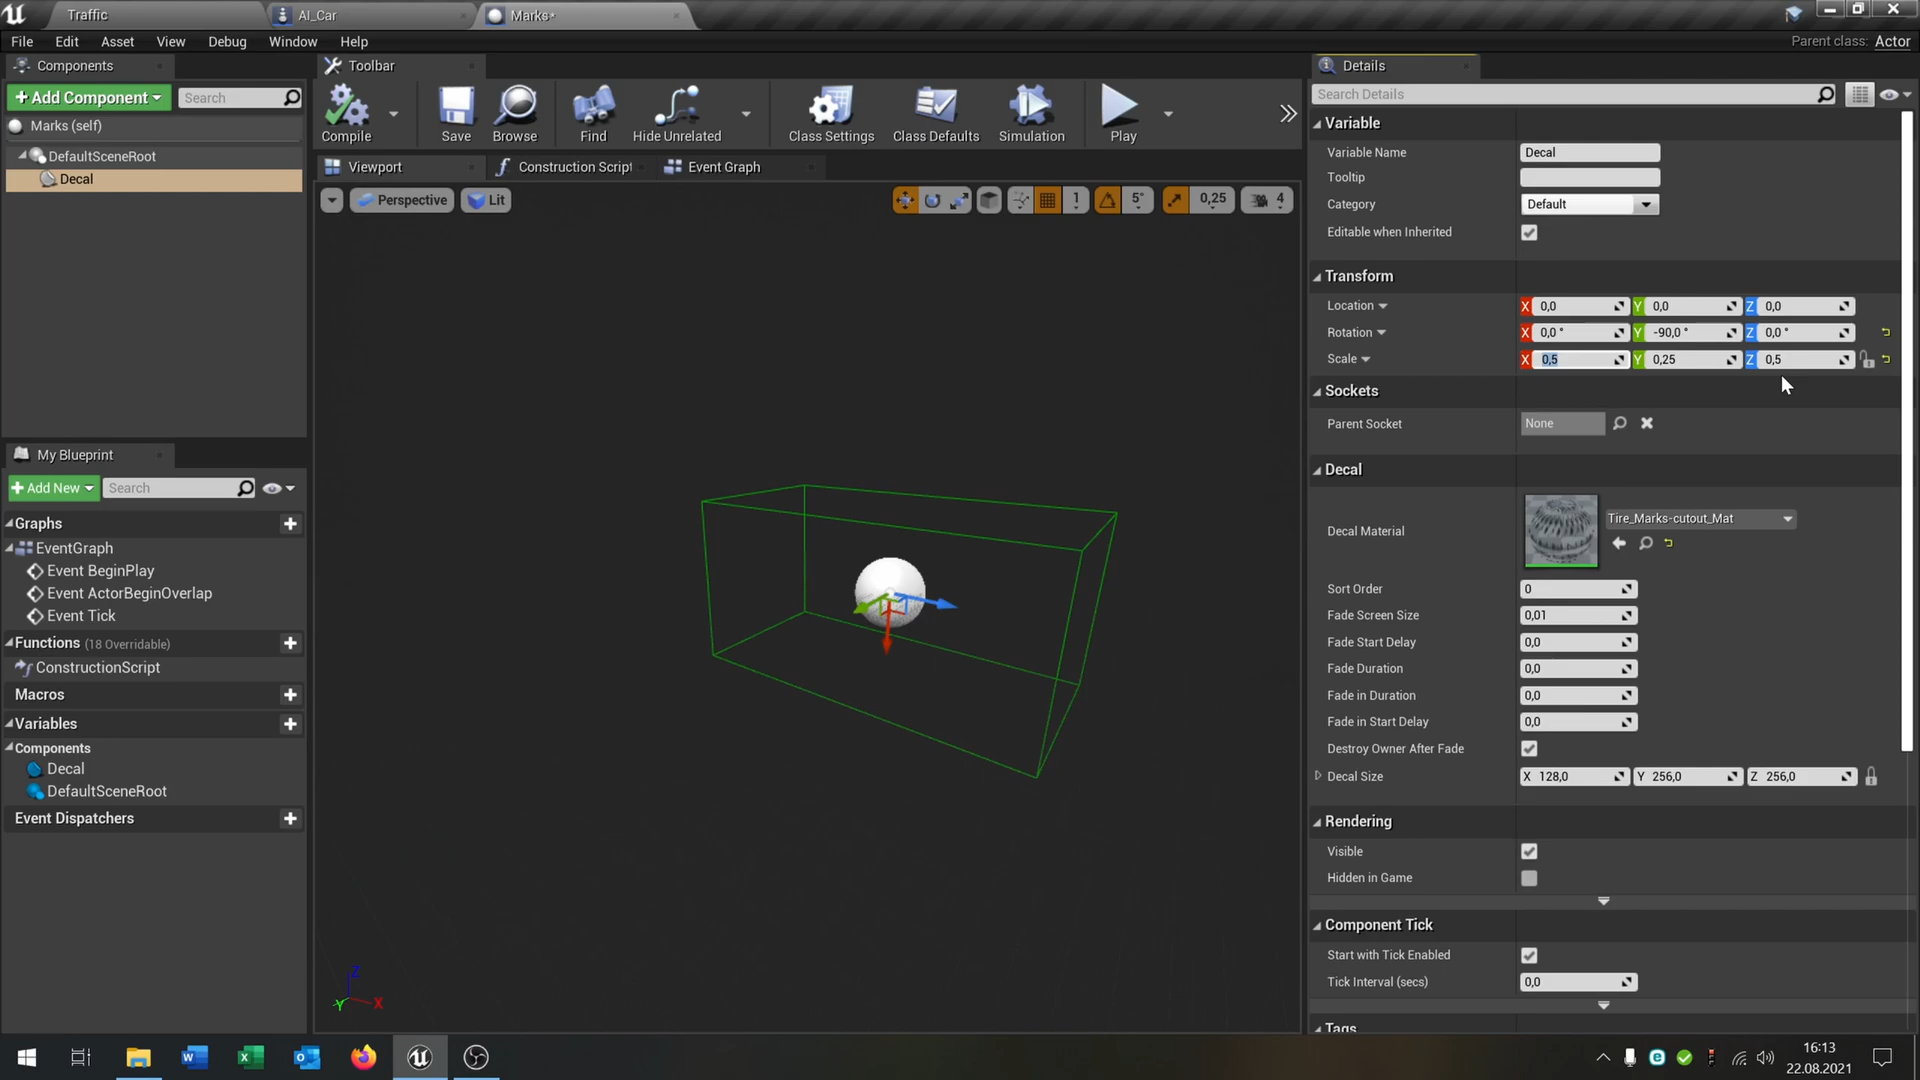 Traffic
AI_Car
Marks*
File Edit Asset View Debug Window Help
Parent class: Actor
Components
+ Add Component
Search
Marks (self)
DefaultSceneRoot
Decal
My Blueprint
+ Add New
Search
Graphs
EventGraph
Event BeginPlay
Event ActorBeginOverlap
Event Tick
Functions (18 Overridable)
ConstructionScript
Macros
Variables
Components
Decal
DefaultSceneRoot
Event Dispatchers
Toolbar
Compile Save Browse Find Hide Unrelated Class Settings Class Defaults Simulation Play
Viewport Construction Script Event Graph
Perspective Lit 1 5° 0,25 4
Z
Y X
Details
Search Details
Variable
Variable Name Decal
Tooltip
Category Default
Editable when Inherited
Transform
Location X 0,0 Y 0,0 Z 0,0
Rotation X 0,0 ° Y -90,0 ° Z 0,0 °
Scale X 0,5 Y 0,25 Z 0,5
Sockets
Parent Socket None
Decal
Decal Material Tire_Marks-cutout_Mat
Sort Order 0
Fade Screen Size 0,01
Fade Start Delay 0,0
Fade Duration 0,0
Fade in Duration 0,0
Fade in Start Delay 0,0
Destroy Owner After Fade
Decal Size X 128,0 Y 256,0 Z 256,0
Rendering
Visible
Hidden in Game
Component Tick
Start with Tick Enabled
Tick Interval (secs) 0,0
Tags
16:13
22.08.2021